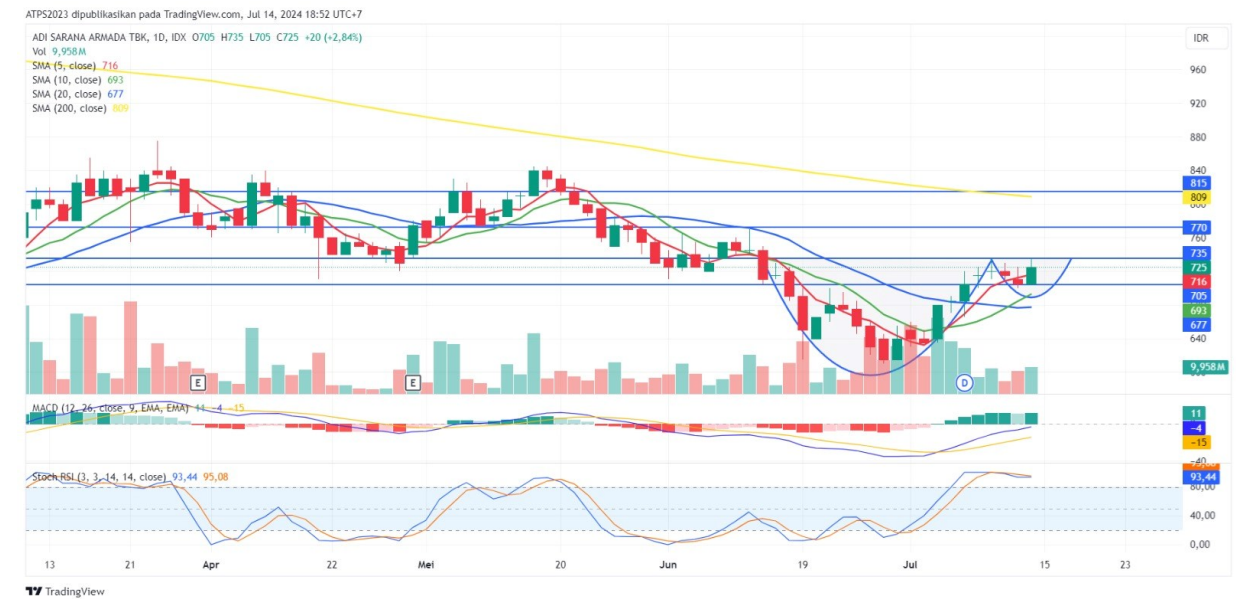 ATPS2023 dipublikasikan pada TradingView.com, Jul 14, 2024 18:52 UTC+7
ADI SARANA ARMADA TBK, 1D, IDX O705 H735 L705 C725 +20 (+2,84%)
IDR
Vol 9,958M
SMA (5, close) 716
SMA (10, close) 693
SMA (20, close) 677
SMA (200, close) 809
960
920
880
840
815
809
770
760
735
725
716
705
693
677
640
9,958M
E
E
D
MACD (12, 26, close, 9, EMA, EMA) 11 −4 −15
11
−4
−15
−40
Stoch RSI (3, 3, 14, 14, close) 93,44 95,08
93,44
80,00
40,00
0,00
13 21 Apr 22 Mei 20 Jun 19 Jul 15 23
TradingView